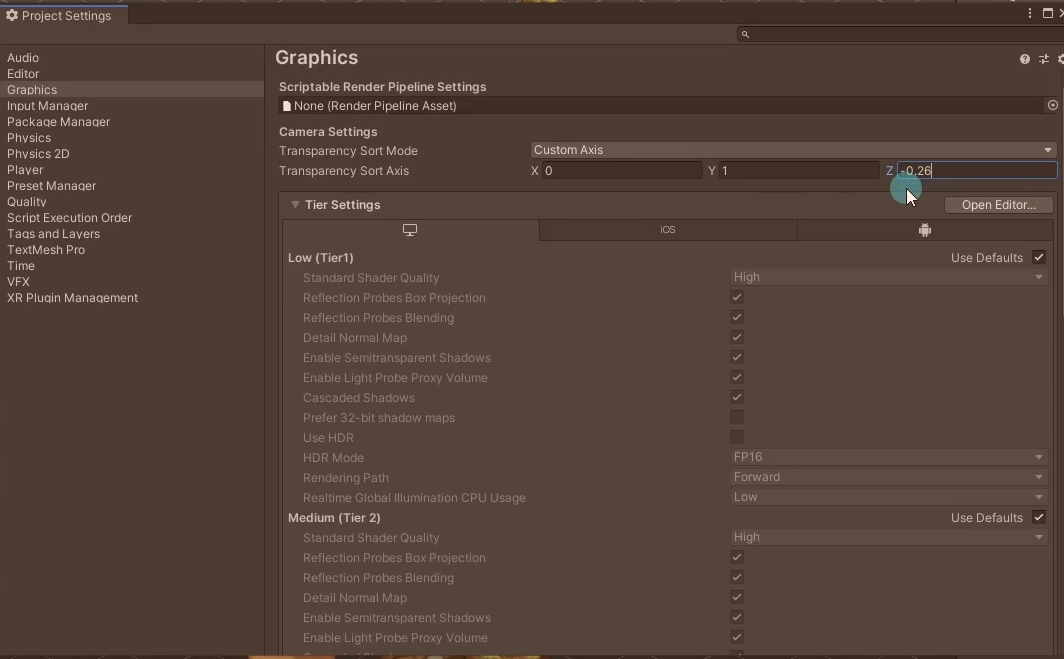 Project Settings
Audio
Editor
Graphics
Input Manager
Package Manager
Physics
Physics 2D
Player
Preset Manager
Quality
Script Execution Order
Tags and Layers
TextMesh Pro
Time
VFX
XR Plugin Management
Graphics
Scriptable Render Pipeline Settings
None (Render Pipeline Asset)
Camera Settings
Transparency Sort Mode Custom Axis
Transparency Sort Axis X 0 Y 1 Z -0.26
Tier Settings Open Editor...
iOS
Low (Tier1) Use Defaults
Standard Shader Quality High
Reflection Probes Box Projection
Reflection Probes Blending
Detail Normal Map
Enable Semitransparent Shadows
Enable Light Probe Proxy Volume
Cascaded Shadows
Prefer 32-bit shadow maps
Use HDR
HDR Mode FP16
Rendering Path Forward
Realtime Global Illumination CPU Usage Low
Medium (Tier 2) Use Defaults
Standard Shader Quality High
Reflection Probes Box Projection
Reflection Probes Blending
Detail Normal Map
Enable Semitransparent Shadows
Enable Light Probe Proxy Volume